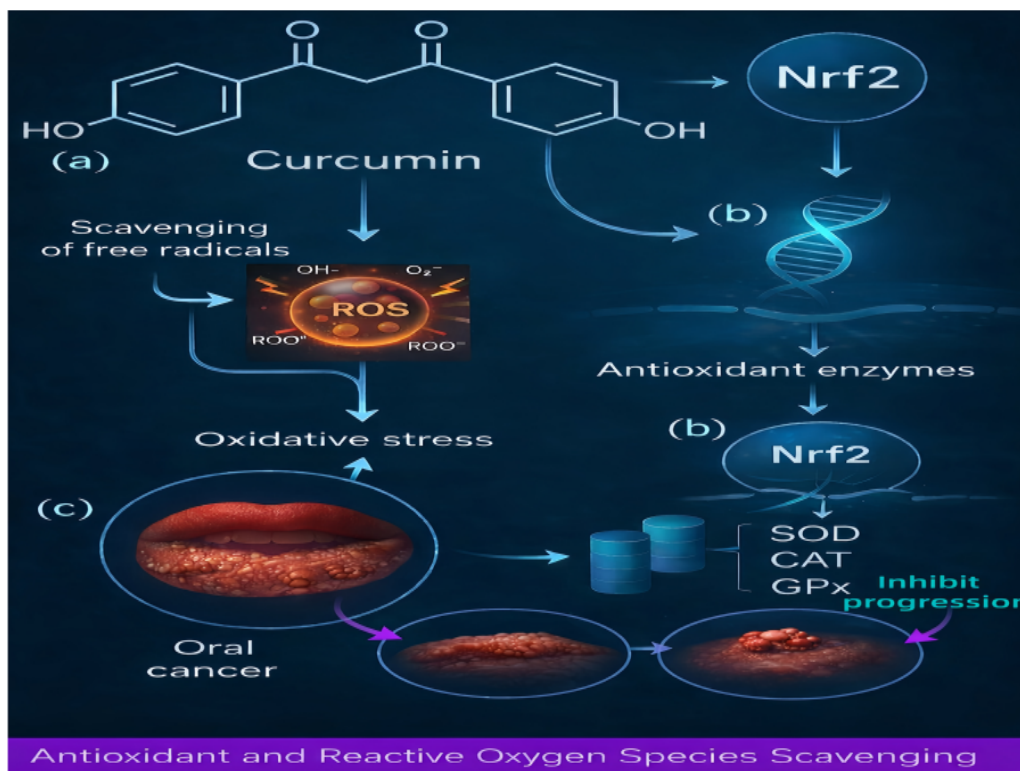 O
O
Nrf2
HO
OH
(a)
Curcumin
(b)
Scavenging
of free radicals
OH-
O₂⁻
ROS
ROO"
ROO⁻
Antioxidant enzymes
(b)
Oxidative stress
Nrf2
(c)
SOD
CAT
GPx
Inhibit
progression
Oral
cancer
Antioxidant and Reactive Oxygen Species Scavenging